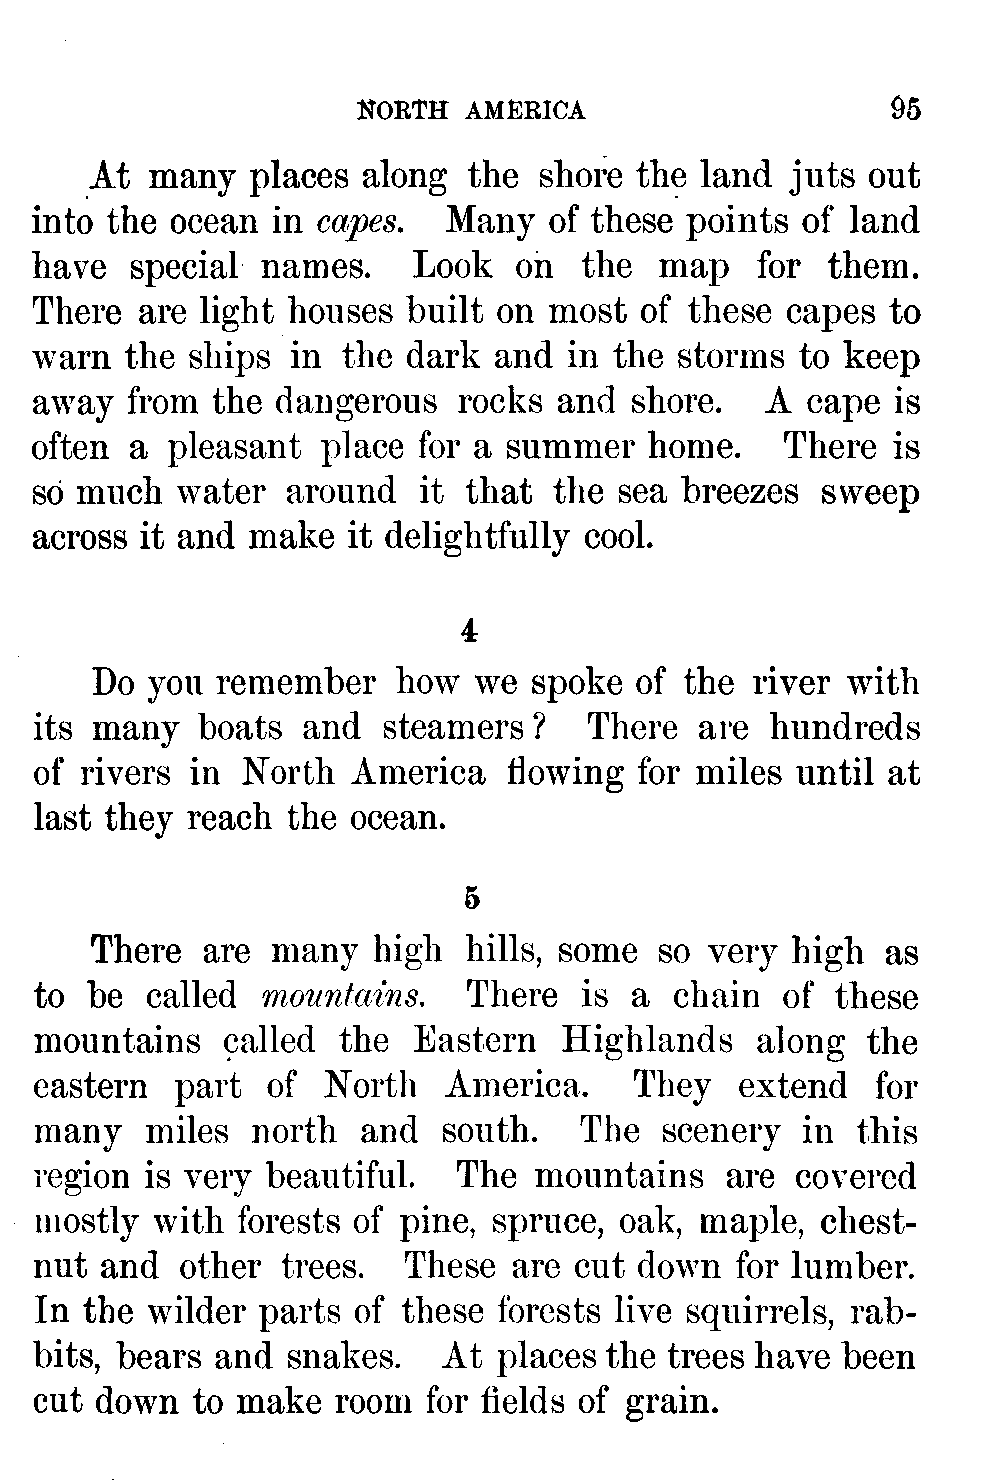 NORTH AMERICA 95
At many places along the shore the land juts out
into the ocean in capes. Many of these points of land
have special names. Look on the map for them.
There are light houses built on most of these capes to
warn the ships in the dark and in the storms to keep
away from the dangerous rocks and shore. A cape is
often a pleasant place for a summer home. There is
so much water around it that the sea breezes sweep
across it and make it delightfully cool.
4
Do you remember how we spoke of the river with
its many boats and steamers? There are hundreds
of rivers in North America flowing for miles until at
last they reach the ocean.
5
There are many high hills, some so very high as
to be called mountains. There is a chain of these
mountains called the Eastern Highlands along the
eastern part of North America. They extend for
many miles north and south. The scenery in this
region is very beautiful. The mountains are covered
mostly with forests of pine, spruce, oak, maple, chest-
nut and other trees. These are cut down for lumber.
In the wilder parts of these forests live squirrels, rab-
bits, bears and snakes. At places the trees have been
cut down to make room for fields of grain.